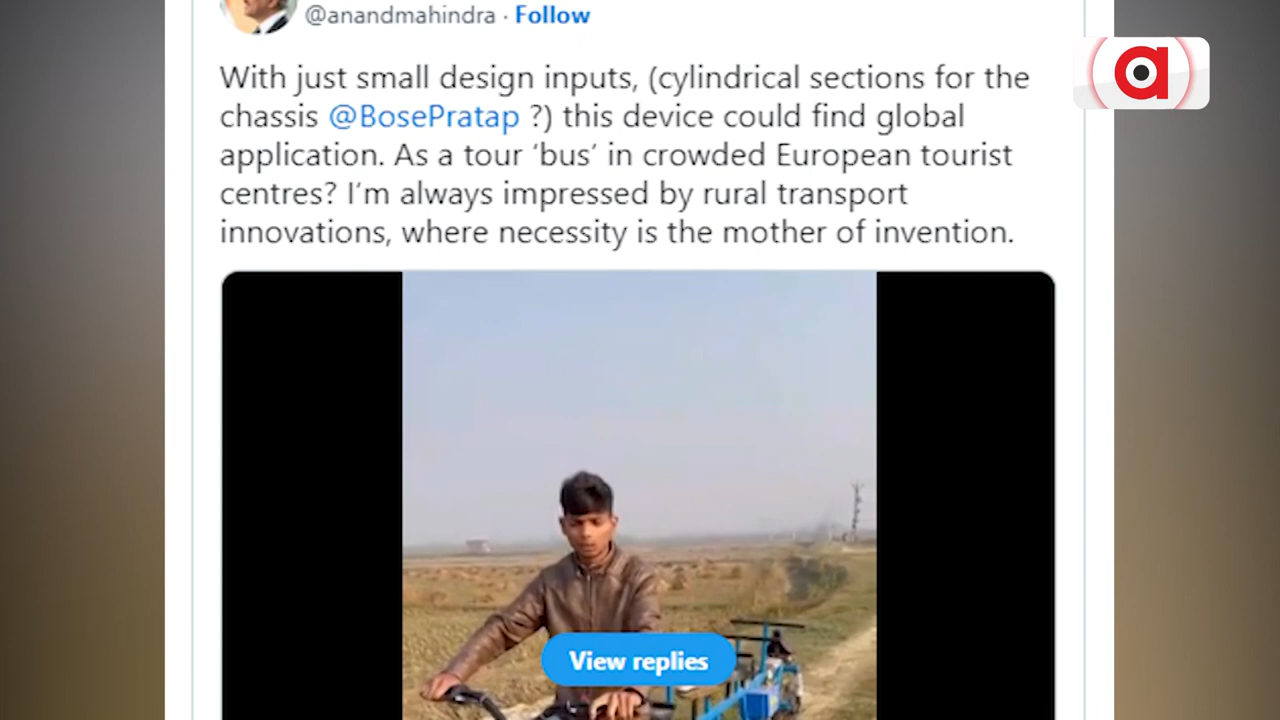 @anandmahindra · Follow
With just small design inputs, (cylindrical sections for the
chassis @BosePratap ?) this device could find global
application. As a tour ‘bus’ in crowded European tourist
centres? I’m always impressed by rural transport
innovations, where necessity is the mother of invention.
View replies
a